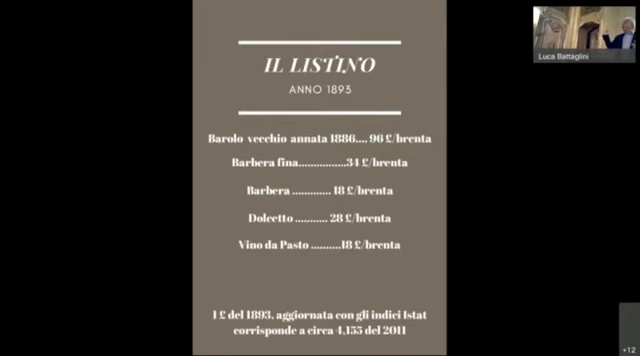 IL LISTINO
ANNO 1893
Barolo vecchio annata 1886.... 96 £/brenta
Barbera fina................34 £/brenta
Barbera ............ 18 £/brenta
Dolcetto ........... 28 £/brenta
Vino da Pasto ..........18 £/brenta
1 £ del 1893, aggiornata con gli indici Istat
corrisponde a circa 4,155 del 2011
Luca Battaglini
+12